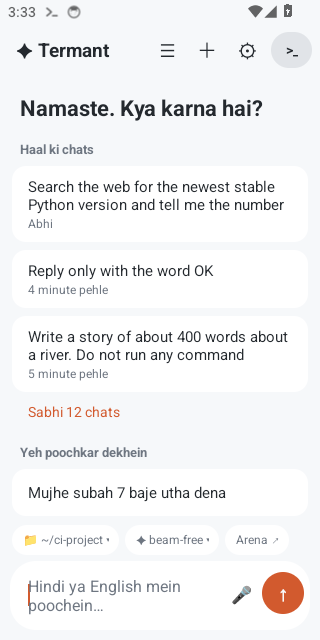 3:33
Termant
>_
Namaste. Kya karna hai?
Haal ki chats
Search the web for the newest stable
Python version and tell me the number
Abhi
Reply only with the word OK
4 minute pehle
Write a story of about 400 words about
a river. Do not run any command
5 minute pehle
Sabhi 12 chats
Yeh poochkar dekhein
Mujhe subah 7 baje utha dena
~/ci-project
beam-free
Arena ↗
Hindi ya English mein
poochein…